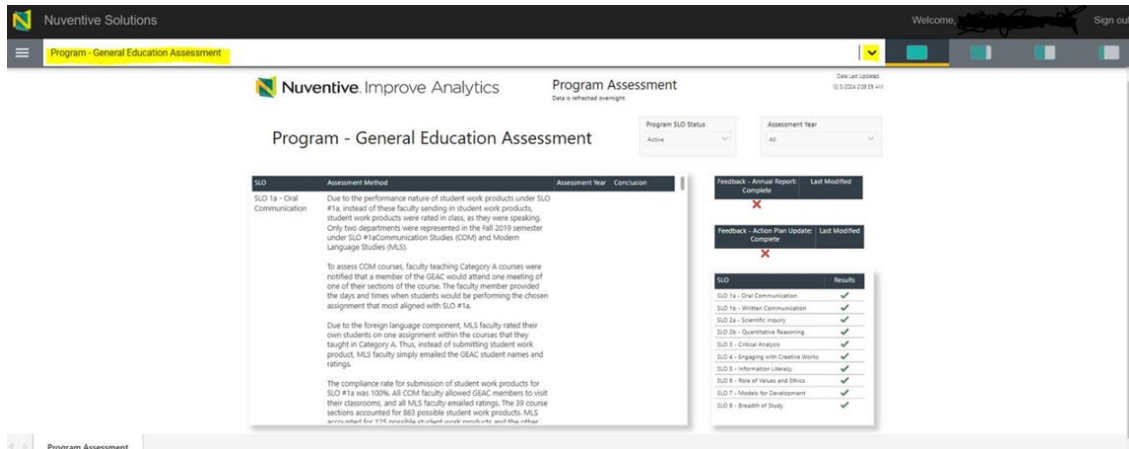 Nuventive Solutions
Welcome,
Sign out
Program - General Education Assessment
Nuventive. Improve Analytics
Program Assessment
Data is refreshed overnight
Data Last Updated
Program - General Education Assessment
Program SLO Status
Active
Assessment Year
All
SLO Assessment Method Assessment Year Conclusion
SLO 1a - Oral
Communication
Due to the performance nature of student work products under SLO
#1a, instead of these faculty sending in student work products,
student work products were rated in class, as they were speaking.
Only two departments were represented in the Fall 2019 semester
under SLO #1aCommunication Studies (COM) and Modern
Language Studies (MLS).
To assess COM courses, faculty teaching Category A courses were
notified that a member of the GEAC would attend one meeting of
one of their sections of the course. The faculty member provided
the days and times when students would be performing the chosen
assignment that most aligned with SLO #1a.
Due to the foreign language component, MLS faculty rated their
own students on one assignment within the courses that they
taught in Category A. Thus, instead of submitting student work
product, MLS faculty simply emailed the GEAC student names and
ratings.
The compliance rate for submission of student work products for
SLO #1a was 100%. All COM faculty allowed GEAC members to visit
their classrooms, and all MLS faculty emailed ratings. The 39 course
sections accounted for 863 possible student work products. MLS
accounted for 175 possible student work products and the other
Feedback - Annual Report: Last Modified
Complete
Feedback - Action Plan Update: Last Modified
Complete
SLO Results
SLO 1a - Oral Communication
SLO 1b - Written Communication
SLO 2a - Scientific Inquiry
SLO 2b - Quantitative Reasoning
SLO 3 - Critical Analysis
SLO 4 - Engaging with Creative Works
SLO 5 - Information Literacy
SLO 6 - Role of Values and Ethics
SLO 7 - Models for Development
SLO 8 - Breadth of Study
Program Assessment